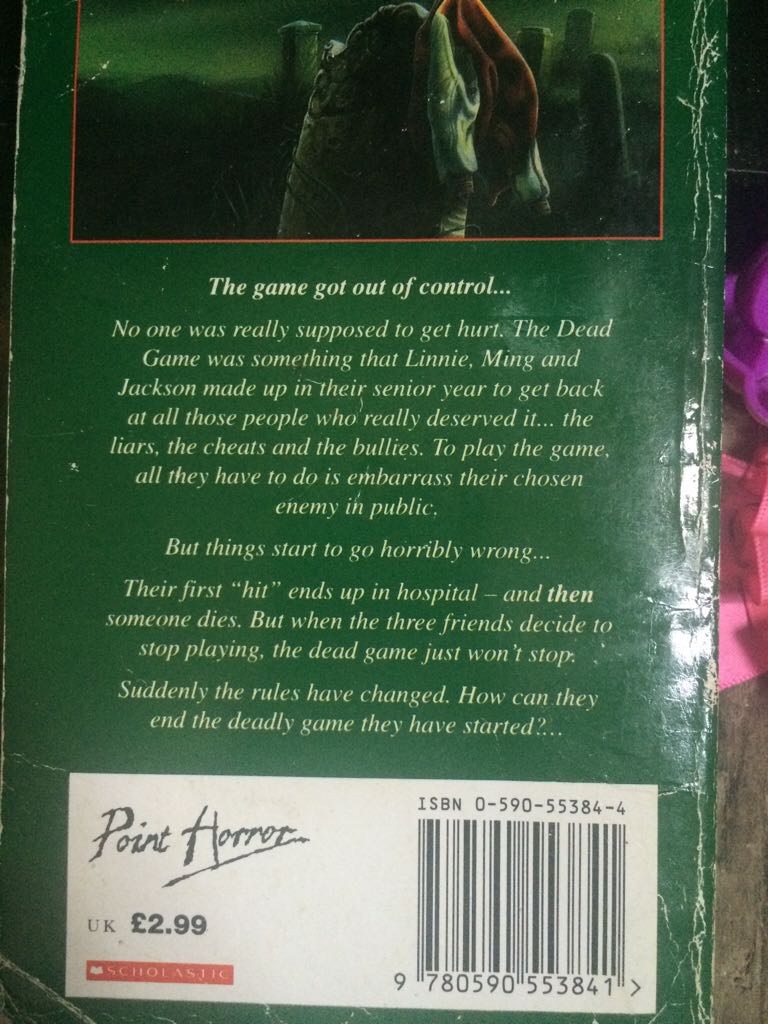 The game got out of control...
No one was really supposed to get hurt. The Dead
Game was something that Linnie, Ming and
Jackson made up in their senior year to get back
at all those people who really deserved it... the
liars, the cheats and the bullies. To play the game,
all they have to do is embarrass their chosen
enemy in public.
But things start to go horribly wrong...
Their first “hit” ends up in hospital – and then
someone dies. But when the three friends decide to
stop playing, the dead game just won't stop.
Suddenly the rules have changed. How can they
end the deadly game they have started?...
Point Horror
ISBN 0-590-55384-4
UK £2.99
SCHOLASTIC
9 780590 553841 >